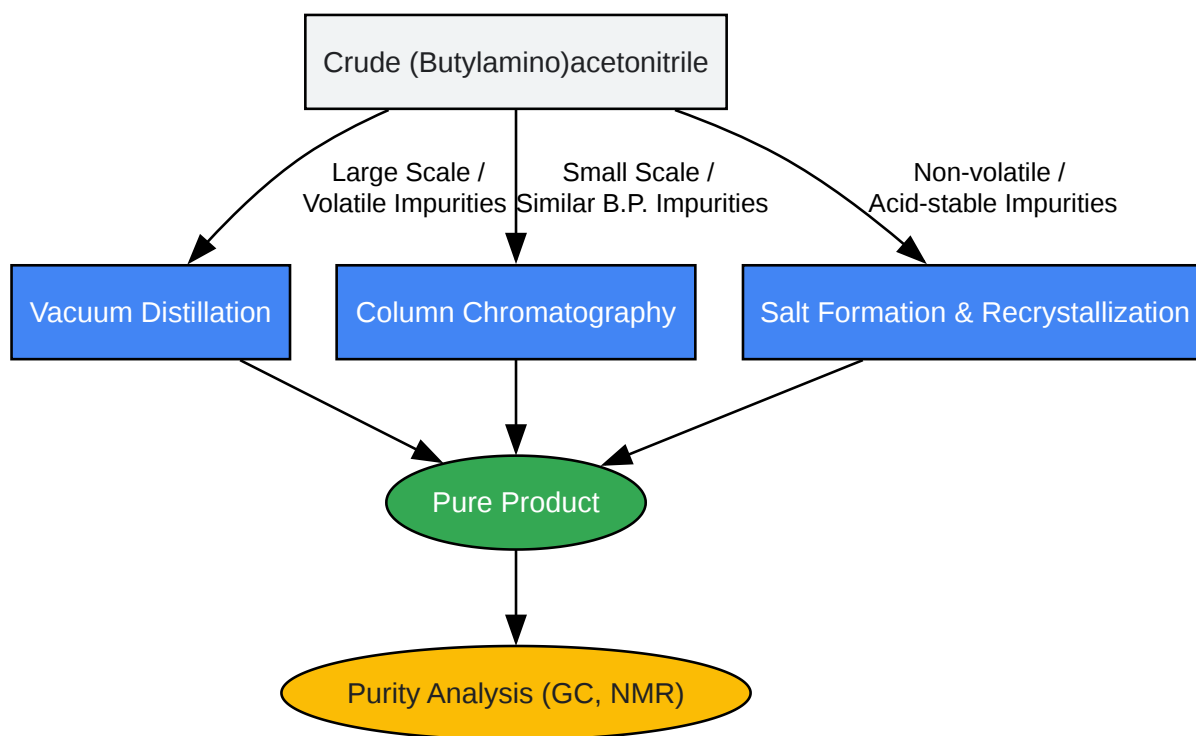 Crude (Butylamino)acetonitrile
Large Scale /
Volatile Impurities
Small Scale /
Similar B.P. Impurities
Non-volatile /
Acid-stable Impurities
Vacuum Distillation
Column Chromatography
Salt Formation & Recrystallization
Pure Product
Purity Analysis (GC, NMR)